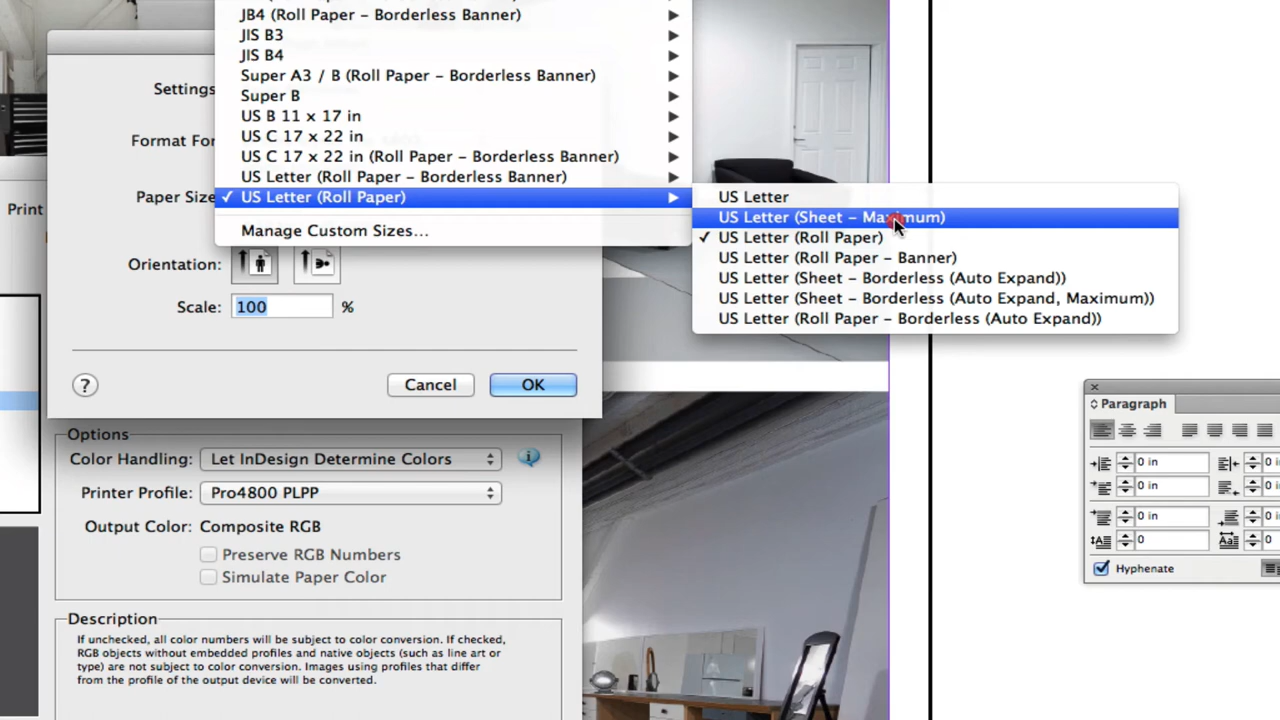 JB4 (Roll Paper – Borderless Banner)
JIS B3
JIS B4
Super A3 / B (Roll Paper – Borderless Banner)
Super B
US B 11 x 17 in
US C 17 x 22 in
US C 17 x 22 in (Roll Paper – Borderless Banner)
US Letter (Roll Paper – Borderless Banner)
✓ US Letter (Roll Paper)
Manage Custom Sizes...
US Letter
US Letter (Sheet – Maximum)
✓ US Letter (Roll Paper)
US Letter (Roll Paper – Banner)
US Letter (Sheet – Borderless (Auto Expand))
US Letter (Sheet – Borderless (Auto Expand, Maximum))
US Letter (Roll Paper – Borderless (Auto Expand))
Settings
Format For
Paper Size
Orientation:
Scale: 100 %
? Cancel OK
Print
Options
Color Handling: Let InDesign Determine Colors
Printer Profile: Pro4800 PLPP
Output Color: Composite RGB
Preserve RGB Numbers
Simulate Paper Color
Description
If unchecked, all color numbers will be subject to color conversion. If checked,
RGB objects without embedded profiles and native objects (such as line art or
type) are not subject to color conversion. Images using profiles that differ
from the profile of the output device will be converted.
Paragraph
0 in 0 i
0 in 0 i
0 in 0 i
0 0
Hyphenate